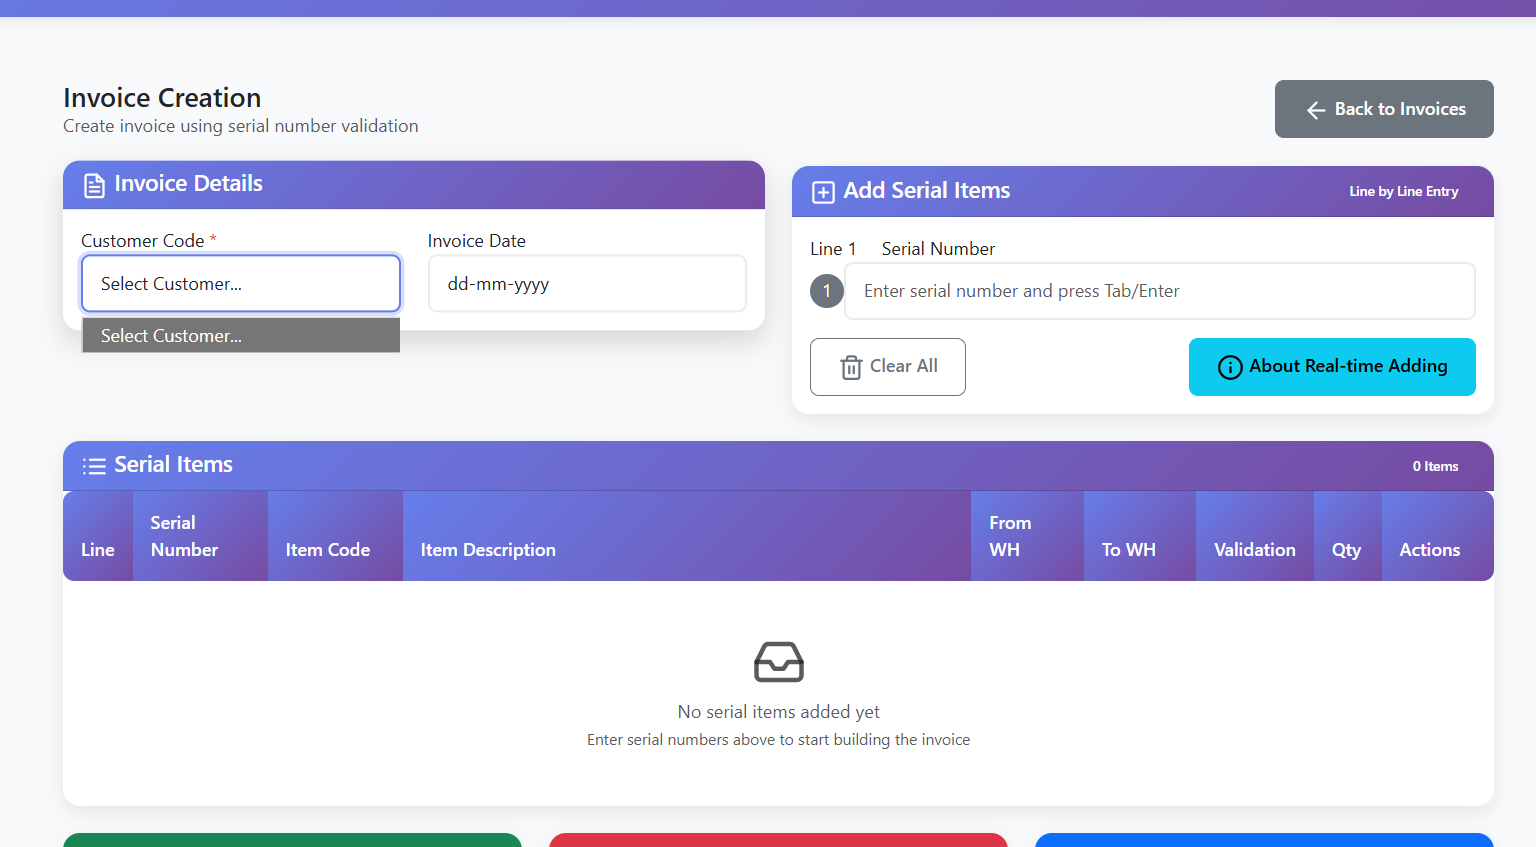 Invoice Creation
Create invoice using serial number validation
Back to Invoices
Invoice Details
Customer Code *
Invoice Date
Select Customer...
dd-mm-yyyy
Select Customer...
Add Serial Items
Line by Line Entry
Line 1
Serial Number
1
Enter serial number and press Tab/Enter
Clear All
About Real-time Adding
Serial Items
0 Items
Line
Serial
Number
Item Code
Item Description
From
WH
To WH
Validation
Qty
Actions
No serial items added yet
Enter serial numbers above to start building the invoice